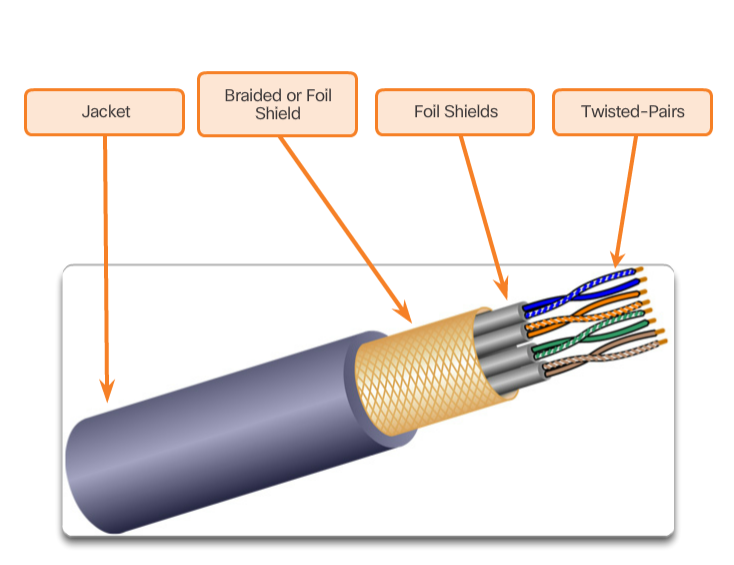 Jacket
Braided or Foil
Shield
Foil Shields
Twisted-Pairs